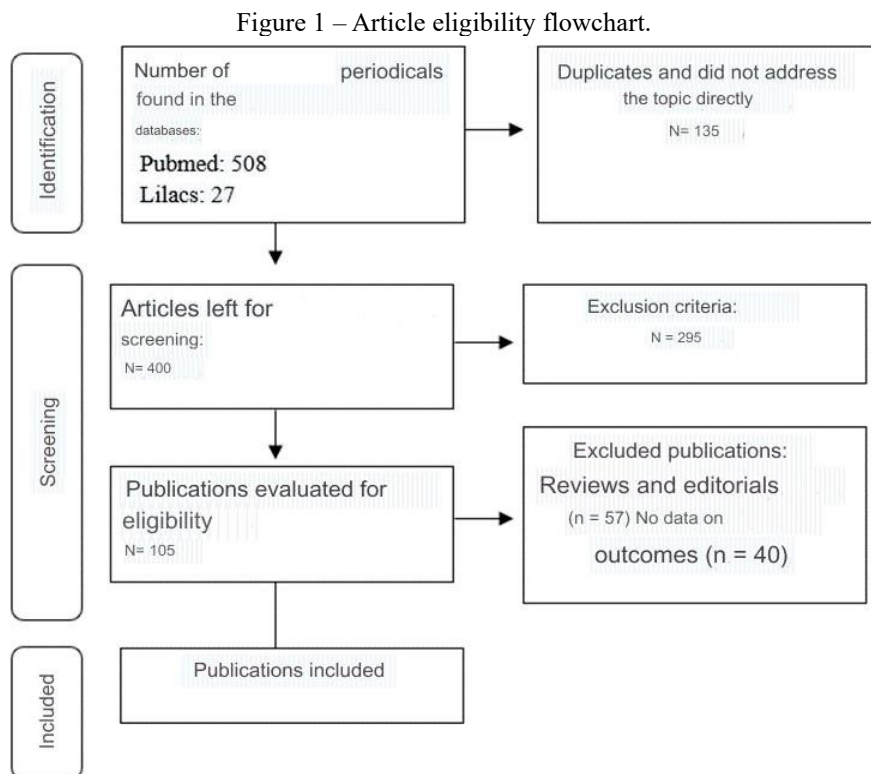 Figure 1 – Article eligibility flowchart.
Identification
Number of periodicals
found in the
databases:
Pubmed: 508
Lilacs: 27
Duplicates and did not address
the topic directly
N= 135
Screening
Articles left for
screening:
N= 400
Exclusion criteria:
N = 295
Publications evaluated for
eligibility
N= 105
Excluded publications:
Reviews and editorials
(n = 57) No data on
outcomes (n = 40)
Included
Publications included